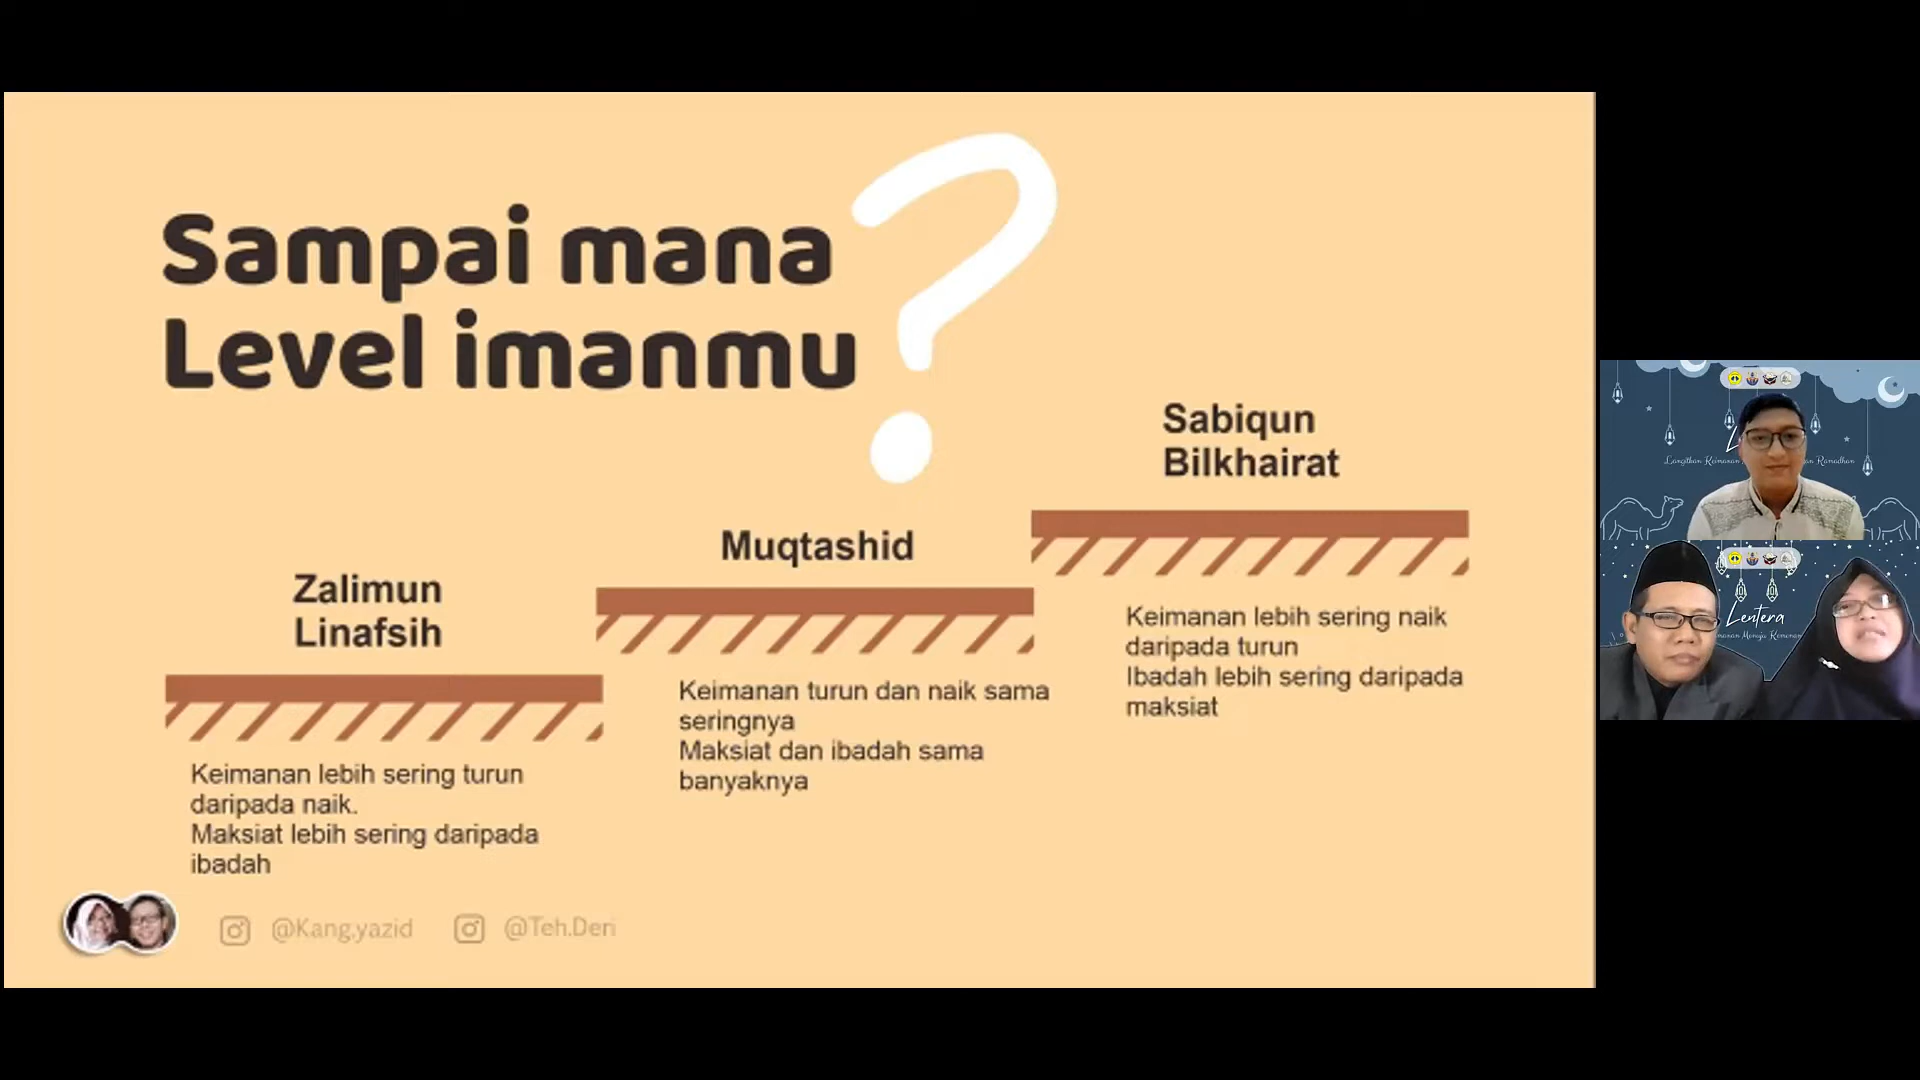 Sampai mana
Level imanmu
?
Sabiqun
Bilkhairat
Muqtashid
Zalimun
Linafsih
Keimanan lebih sering naik
daripada turun
Ibadah lebih sering daripada
maksiat
Keimanan turun dan naik sama
seringnya
Maksiat dan ibadah sama
banyaknya
Keimanan lebih sering turun
daripada naik.
Maksiat lebih sering daripada
ibadah
@Kang.yazid
@Teh.Deri
Ramadhan
Lentera